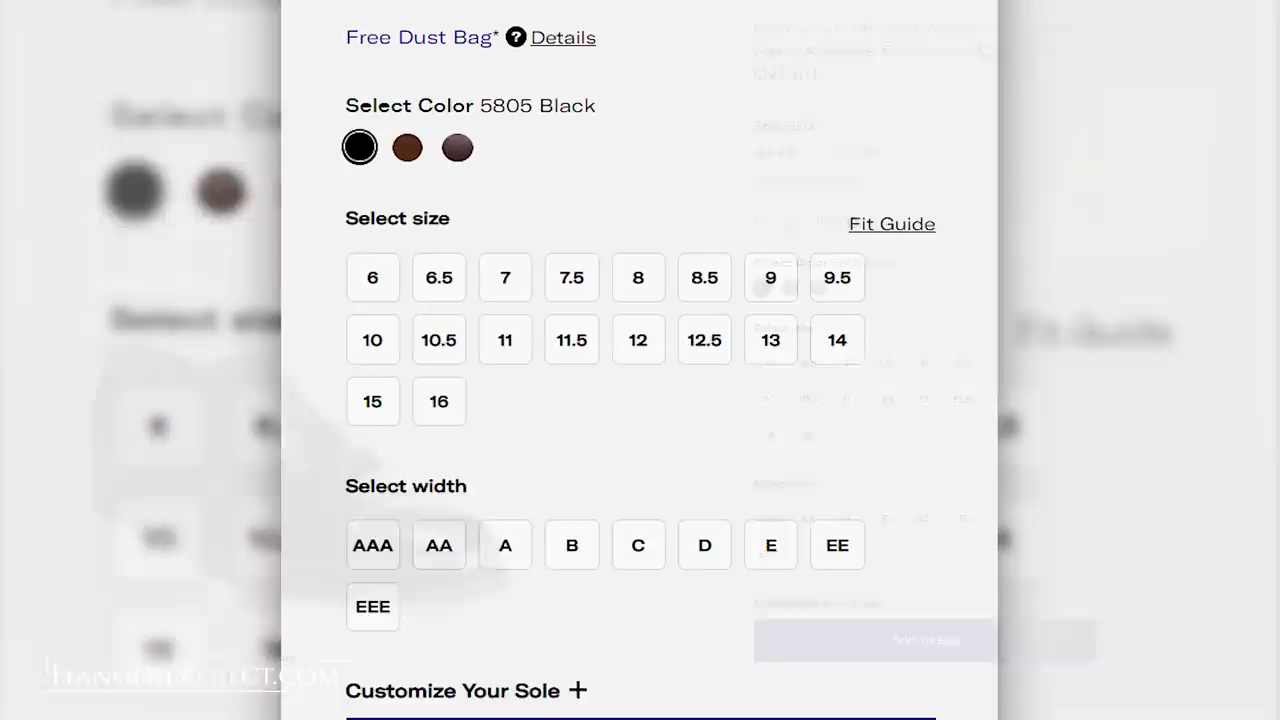 Free Dust Bag* ? Details
Select Color 5805 Black
Select size
Fit Guide
6 6.5 7 7.5 8 8.5 9 9.5
10 10.5 11 11.5 12 12.5 13 14
15 16
Select width
AAA AA A B C D E EE
EEE
Customize Your Sole +